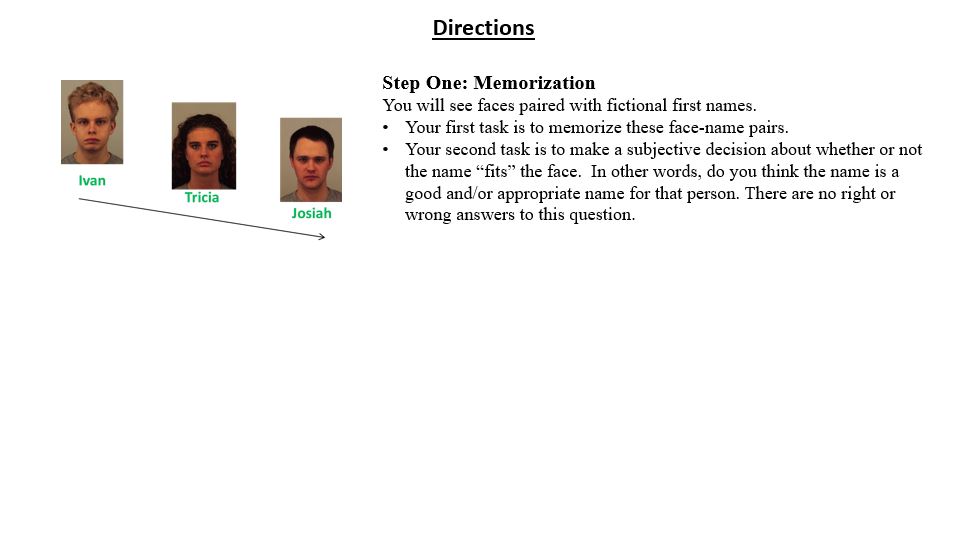 Directions
Ivan
Tricia
Josiah
Step One: Memorization
You will see faces paired with fictional first names.
• Your first task is to memorize these face-name pairs.
• Your second task is to make a subjective decision about whether or not
the name “fits” the face.  In other words, do you think the name is a
good and/or appropriate name for that person. There are no right or
wrong answers to this question.